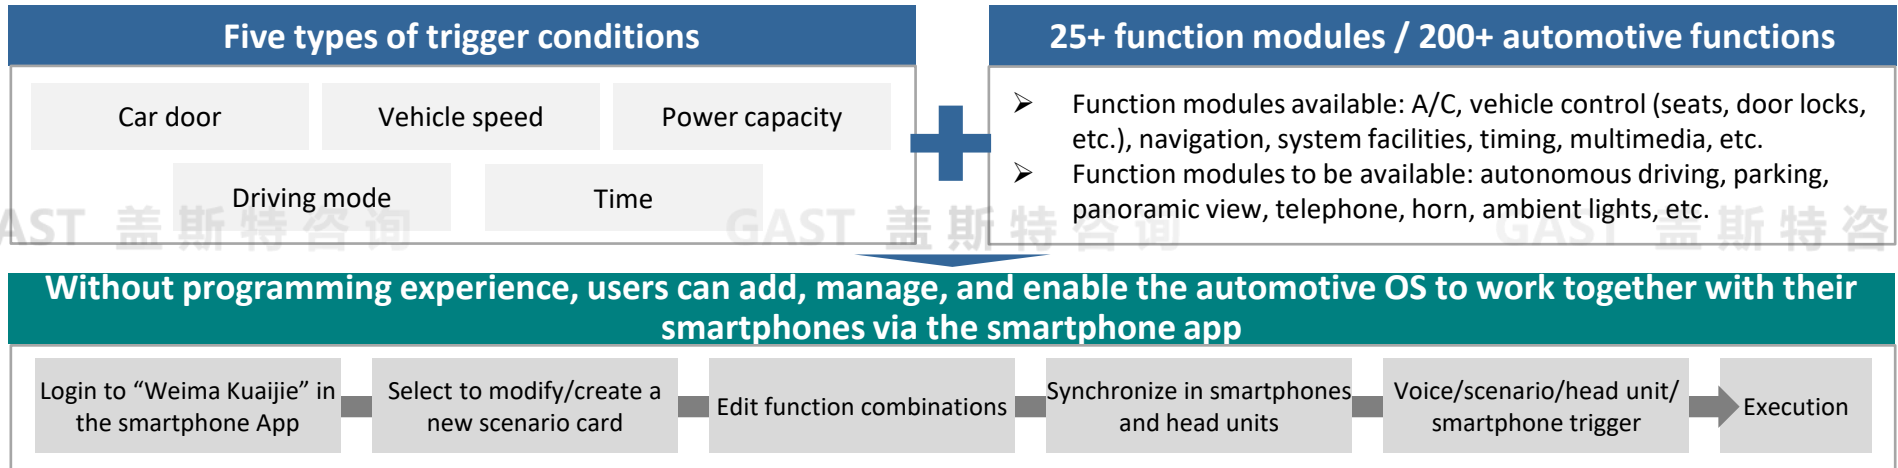 Five types of trigger conditions
Car door
Vehicle speed
Power capacity
Driving mode
Time
25+ function modules / 200+ automotive functions
➢ Function modules available: A/C, vehicle control (seats, door locks,
etc.), navigation, system facilities, timing, multimedia, etc.
➢ Function modules to be available: autonomous driving, parking,
panoramic view, telephone, horn, ambient lights, etc.
GAST 盖斯特咨询
GAST 盖斯特咨询
GAST 盖斯特咨
Without programming experience, users can add, manage, and enable the automotive OS to work together with their
smartphones via the smartphone app
Login to “Weima Kuaijie” in
the smartphone App
Select to modify/create a
new scenario card
Edit function combinations
Synchronize in smartphones
and head units
Voice/scenario/head unit/
smartphone trigger
Execution